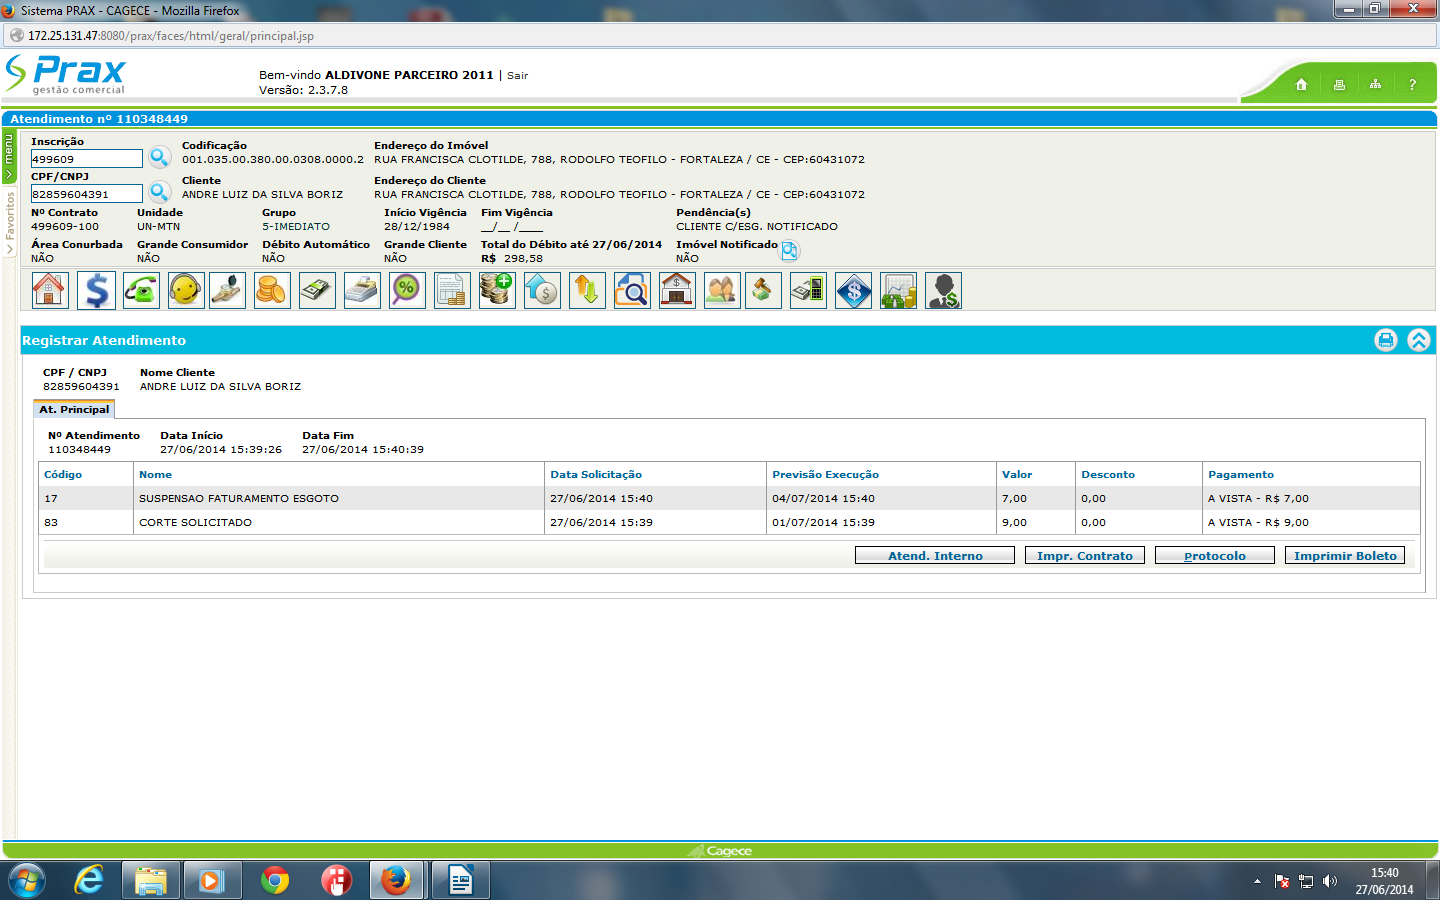 Sistema PRAX - CAGECE - Mozilla Firefox
172.25.131.47:8080/prax/faces/html/geral/principal.jsp
Prax
gestão comercial
Bem-vindo ALDIVONE PARCEIRO 2011 | Sair
Versão: 2.3.7.8
?
Atendimento nº 110348449
menu
Favoritos
Inscrição Codificação Endereço do Imóvel
499609 001.035.00.380.00.0308.0000.2 RUA FRANCISCA CLOTILDE, 788, RODOLFO TEOFILO - FORTALEZA / CE - CEP:60431072
CPF/CNPJ Cliente Endereço do Cliente
82859604391 ANDRE LUIZ DA SILVA BORIZ RUA FRANCISCA CLOTILDE, 788, RODOLFO TEOFILO - FORTALEZA / CE - CEP:60431072
Nº Contrato Unidade Grupo Início Vigência Fim Vigência Pendência(s)
499609-100 UN-MTN 5-IMEDIATO 28/12/1984 __/__ /____ CLIENTE C/ESG. NOTIFICADO
Área Conurbada Grande Consumidor Débito Automático Grande Cliente Total do Débito até 27/06/2014 Imóvel Notificado
NÃO NÃO NÃO NÃO R$ 298,58 NÃO
Registrar Atendimento
CPF / CNPJ Nome Cliente
82859604391 ANDRE LUIZ DA SILVA BORIZ
At. Principal
Nº Atendimento Data Início Data Fim
110348449 27/06/2014 15:39:26 27/06/2014 15:40:39
Código Nome Data Solicitação Previsão Execução Valor Desconto Pagamento
17 SUSPENSAO FATURAMENTO ESGOTO 27/06/2014 15:40 04/07/2014 15:40 7,00 0,00 A VISTA - R$ 7,00
83 CORTE SOLICITADO 27/06/2014 15:39 01/07/2014 15:39 9,00 0,00 A VISTA - R$ 9,00
Atend. Interno Impr. Contrato Protocolo Imprimir Boleto
Cagece
15:40
27/06/2014